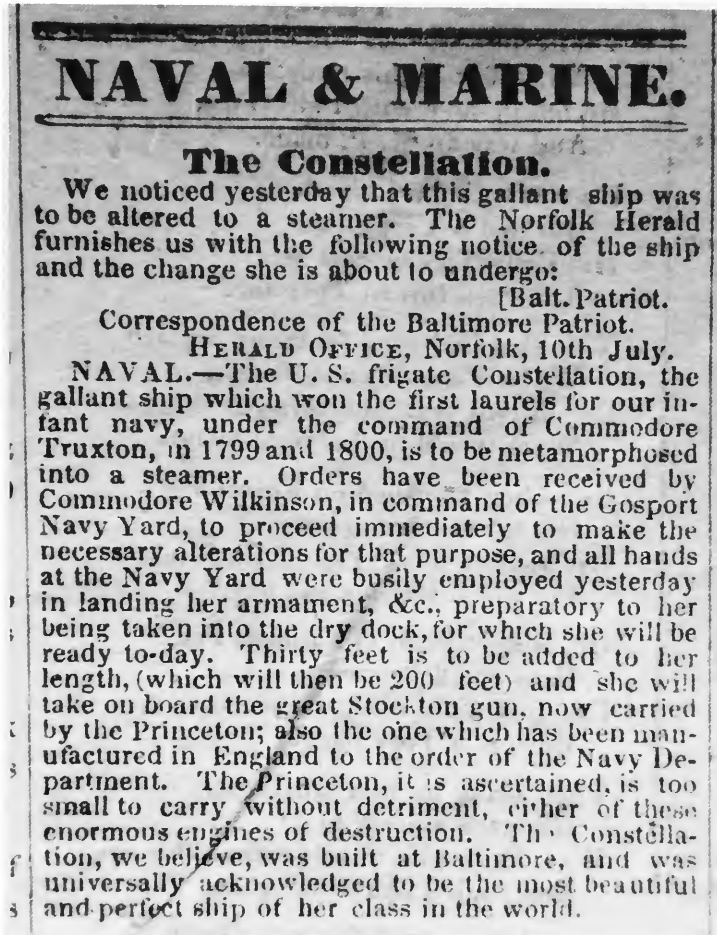 NAVAL & MARINE.
The Constellation.
We noticed yesterday that this gallant ship was
to be altered to a steamer. The Norfolk Herald
furnishes us with the following notice of the ship
and the change she is about to undergo:
[Balt. Patriot.
Correspondence of the Baltimore Patriot.
HERALD OFFICE, Norfolk, 10th July.
NAVAL.—The U. S. frigate Constellation, the
gallant ship which won the first laurels for our in-
fant navy, under the command of Commodore
Truxton, in 1799 and 1800, is to be metamorphosed
into a steamer. Orders have been received by
Commodore Wilkinson, in command of the Gosport
Navy Yard, to proceed immediately to make the
necessary alterations for that purpose, and all hands
at the Navy Yard were busily employed yesterday
in landing her armament, &c., preparatory to her
being taken into the dry dock, for which she will be
ready to-day. Thirty feet is to be added to her
length, (which will then be 200 feet) and she will
take on board the great Stockton gun, now carried
by the Princeton; also the one which has been man-
ufactured in England to the order of the Navy De-
partment. The Princeton, it is ascertained, is too
small to carry without detriment, either of these
enormous engines of destruction. The Constella-
tion, we believe, was built at Baltimore, and was
universally acknowledged to be the most beautiful
and perfect ship of her class in the world.